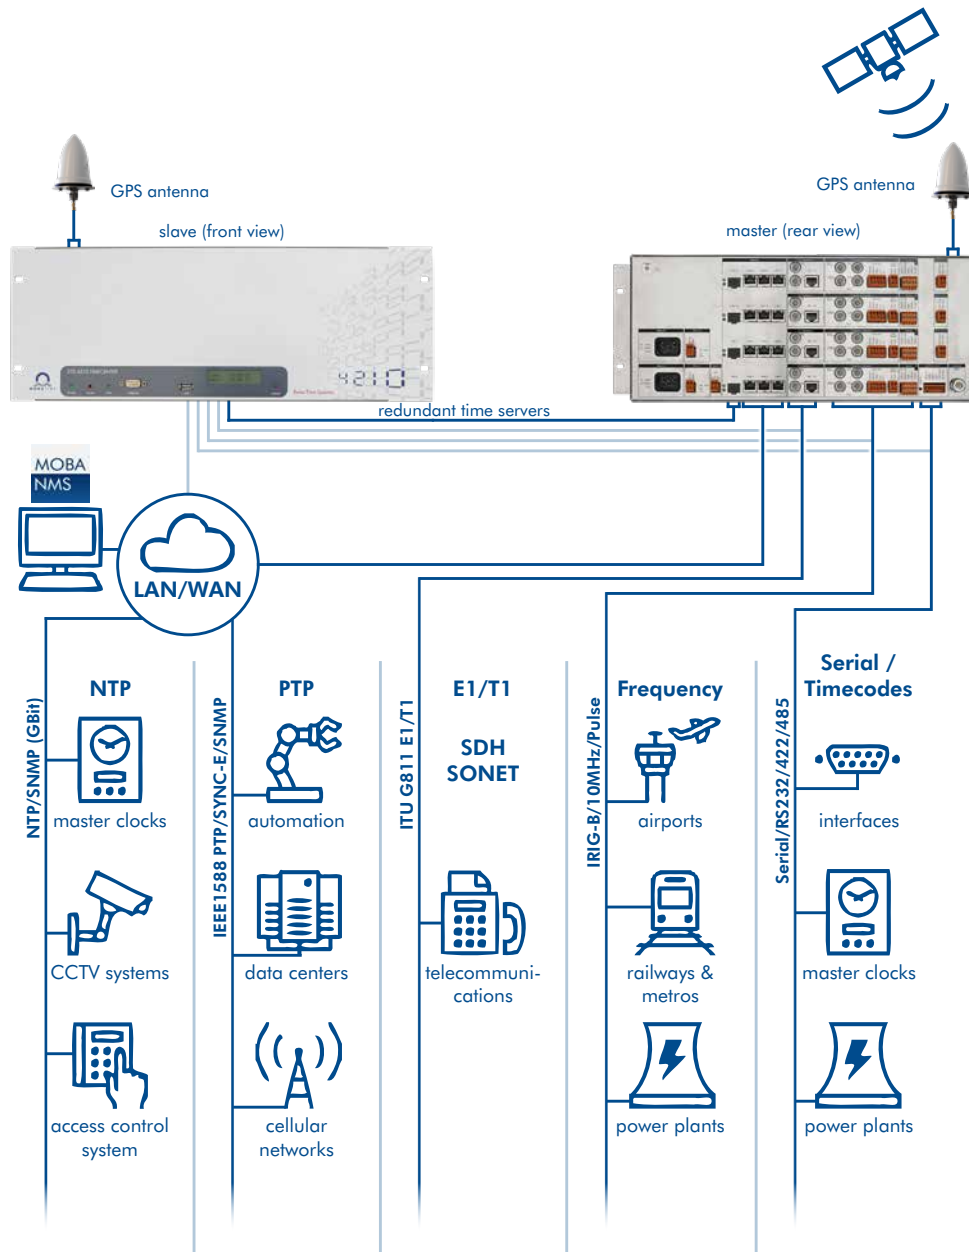 GPS antenna
GPS antenna
slave (front view)
master (rear view)
4210
redundant time servers
MOBA
NMS
LAN/WAN
NTP/SNMP (GBit)
NTP
master clocks
CCTV systems
access control
system
IEEE1588 PTP/SYNC-E/SNMP
PTP
automation
data centers
cellular
networks
ITU G811 E1/T1
E1/T1
SDH
SONET
telecommuni-
cations
IRIG-B/10MHz/Pulse
Frequency
airports
railways &
metros
power plants
Serial/RS232/422/485
Serial /
Timecodes
interfaces
master clocks
power plants